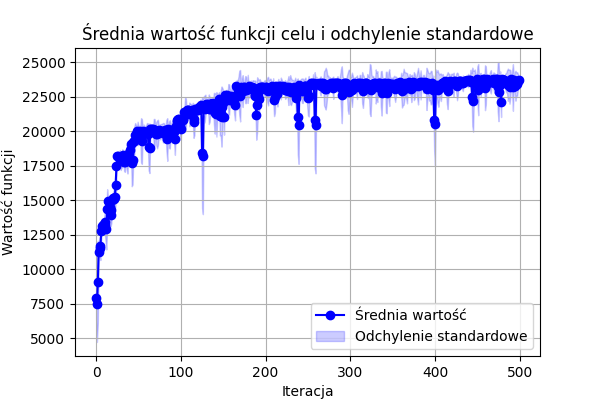 Średnia wartość funkcji celu i odchylenie standardowe
25000
22500
20000
17500
15000
12500
10000
7500
5000
Wartość funkcji
Średnia wartość
Odchylenie standardowe
0 100 200 300 400 500
Iteracja